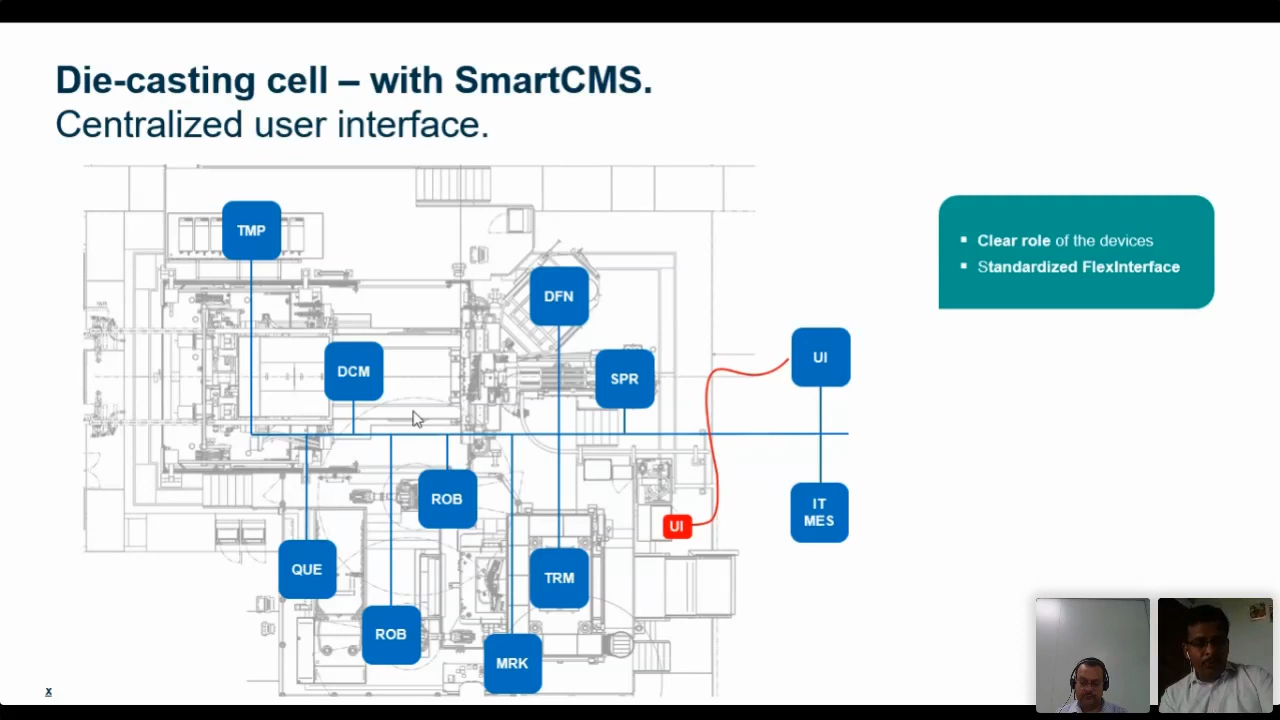 Die-casting cell – with SmartCMS.
Centralized user interface.
TMP
DFN
DCM
SPR
UI
ROB
IT
MES
UI
QUE
TRM
ROB
MRK
▪ Clear role of the devices
▪ Standardized FlexInterface
x